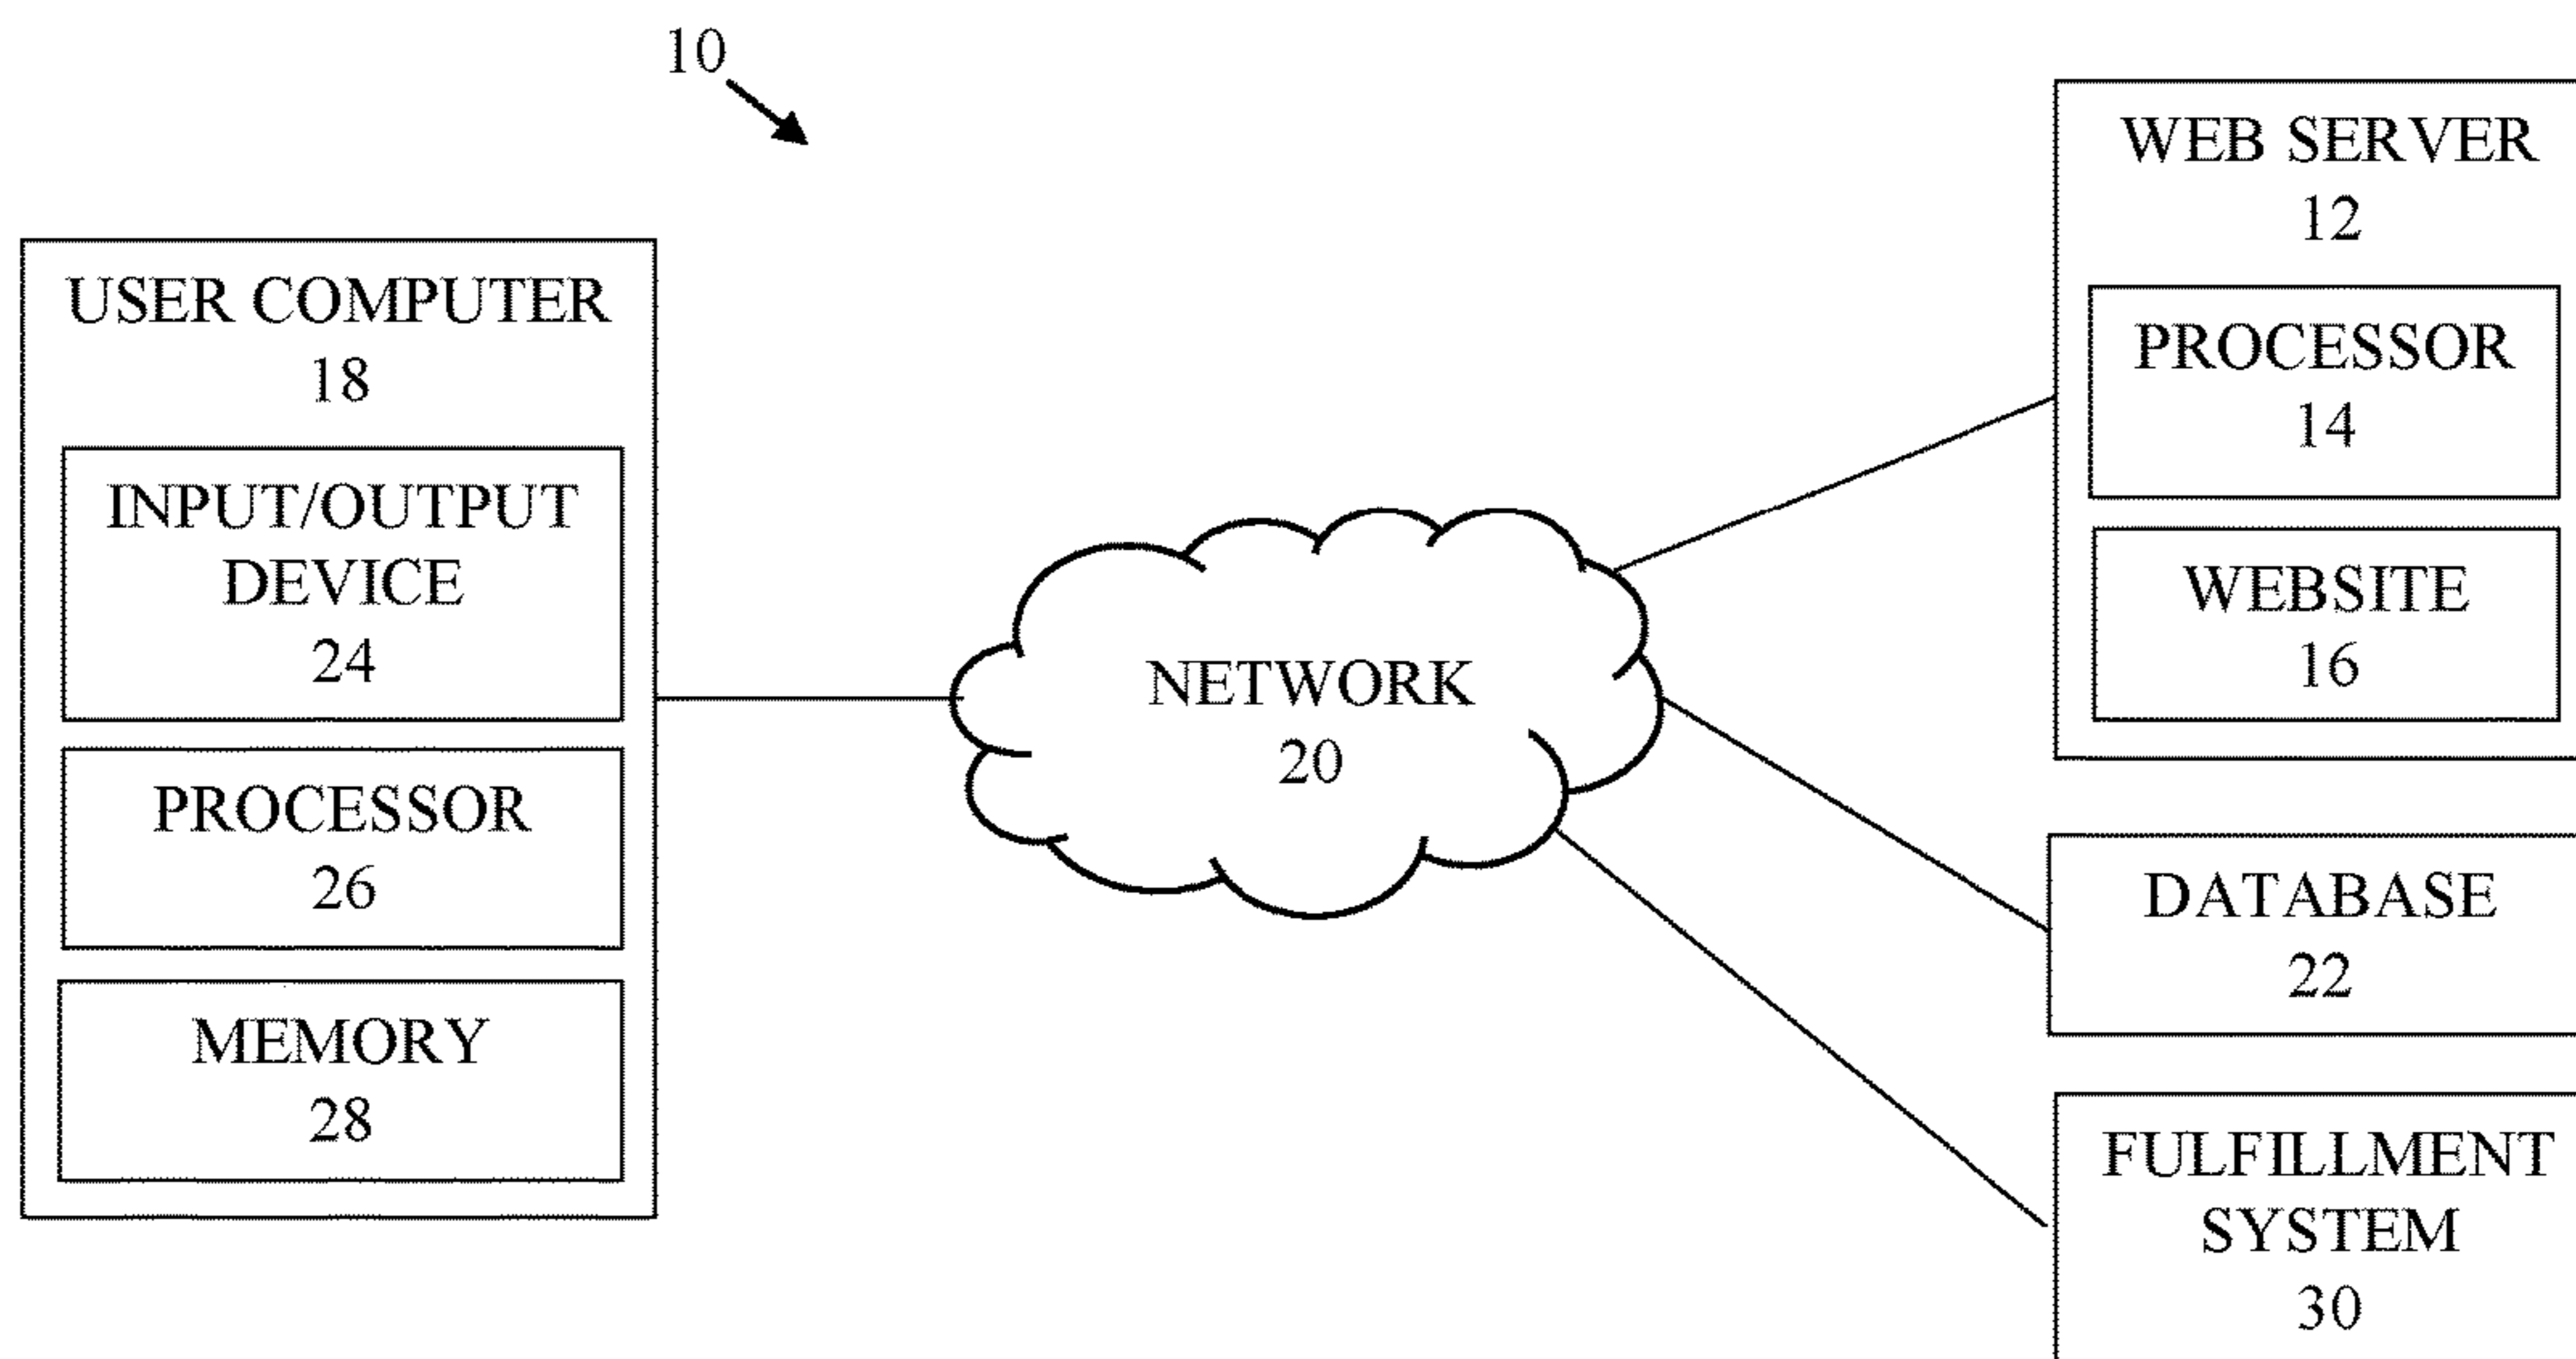 10
USER COMPUTER
18
INPUT/OUTPUT
DEVICE
24
PROCESSOR
26
MEMORY
28
NETWORK
20
WEB SERVER
12
PROCESSOR
14
WEBSITE
16
DATABASE
22
FULFILLMENT
SYSTEM
30